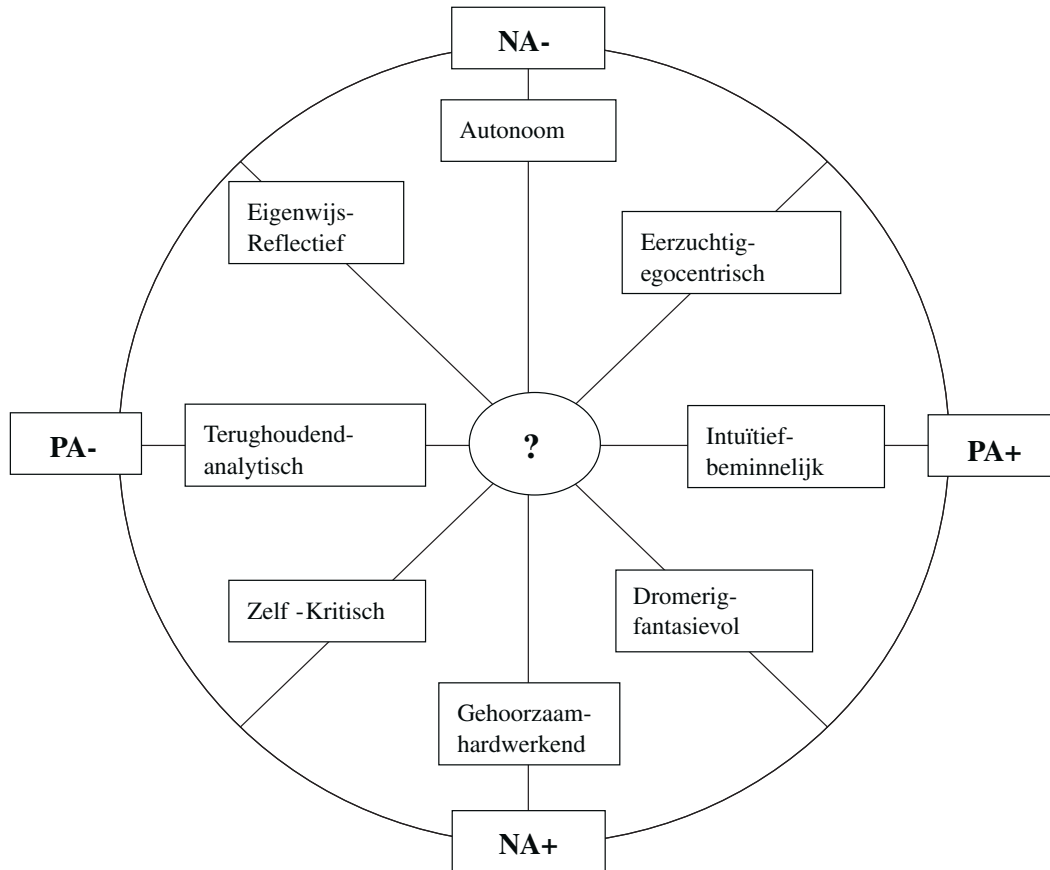 NA-
Autonoom
Eigenwijs-
Reflectief
Eerzuchtig-
egocentrisch
PA-
Terughoudend-
analytisch
?
Intuïtief-
beminnelijk
PA+
Zelf -Kritisch
Dromerig-
fantasievol
Gehoorzaam-
hardwerkend
NA+